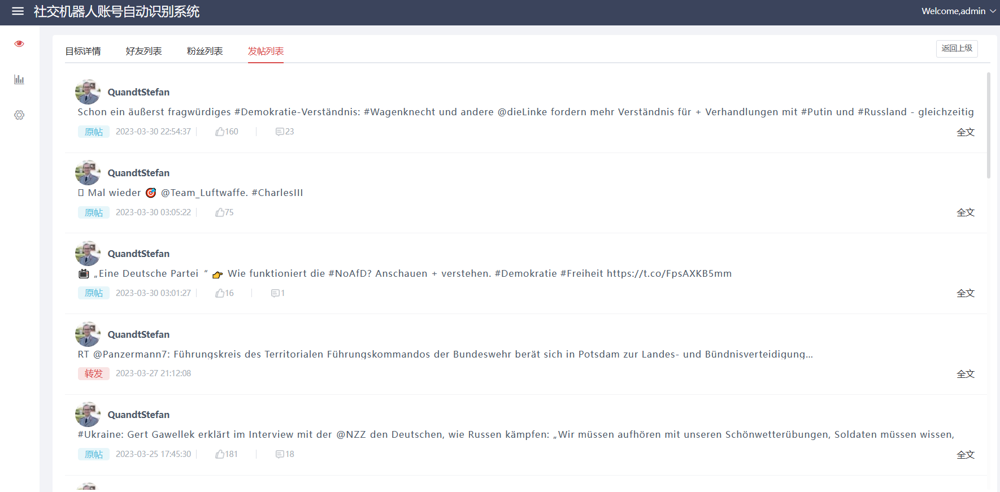 社交机器人账号自动识别系统
Welcome,admin
目标详情 好友列表 粉丝列表 发帖列表 返回上级
QuandtStefan
Schon ein äußerst fragwürdiges #Demokratie-Verständnis: #Wagenknecht und andere @dieLinke fordern mehr Verständnis für + Verhandlungen mit #Putin und #Russland - gleichzeitig
原帖 2023-03-30 22:54:37 160 23 全文
QuandtStefan
Mal wieder 🎯 @Team_Luftwaffe. #CharlesIII
原帖 2023-03-30 03:05:22 75 全文
QuandtStefan
📺 „Eine Deutsche Partei “ 👉 Wie funktioniert die #NoAfD? Anschauen + verstehen. #Demokratie #Freiheit https://t.co/FpsAXKB5mm
原帖 2023-03-30 03:01:27 16 1 全文
QuandtStefan
RT @Panzermann7: Führungskreis des Territorialen Führungskommandos der Bundeswehr berät sich in Potsdam zur Landes- und Bündnisverteidigung…
转发 2023-03-27 21:12:08 全文
QuandtStefan
#Ukraine: Gert Gawellek erklärt im Interview mit der @NZZ den Deutschen, wie Russen kämpfen: „Wir müssen aufhören mit unseren Schönwetterübungen, Soldaten müssen wissen,
原帖 2023-03-25 17:45:30 181 18 全文